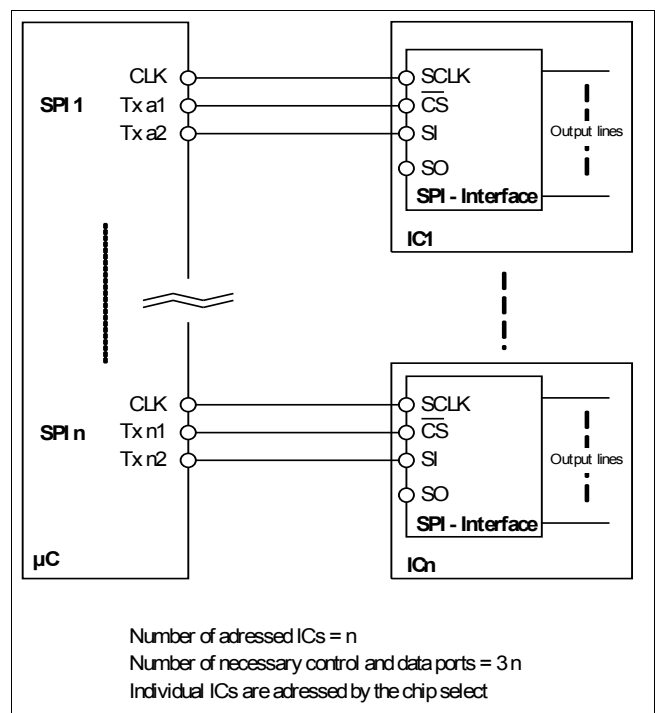 CLK
SPI 1
Tx a1
Tx a2
SCLK
CS
SI
SO
Output lines
SPI - Interface
IC1
CLK
SPI n
Tx n1
Tx n2
µC
SCLK
CS
SI
SO
Output lines
SPI - Interface
ICn
Number of adressed ICs = n
Number of necessary control and data ports = 3 n
Individual ICs are adressed by the chip select